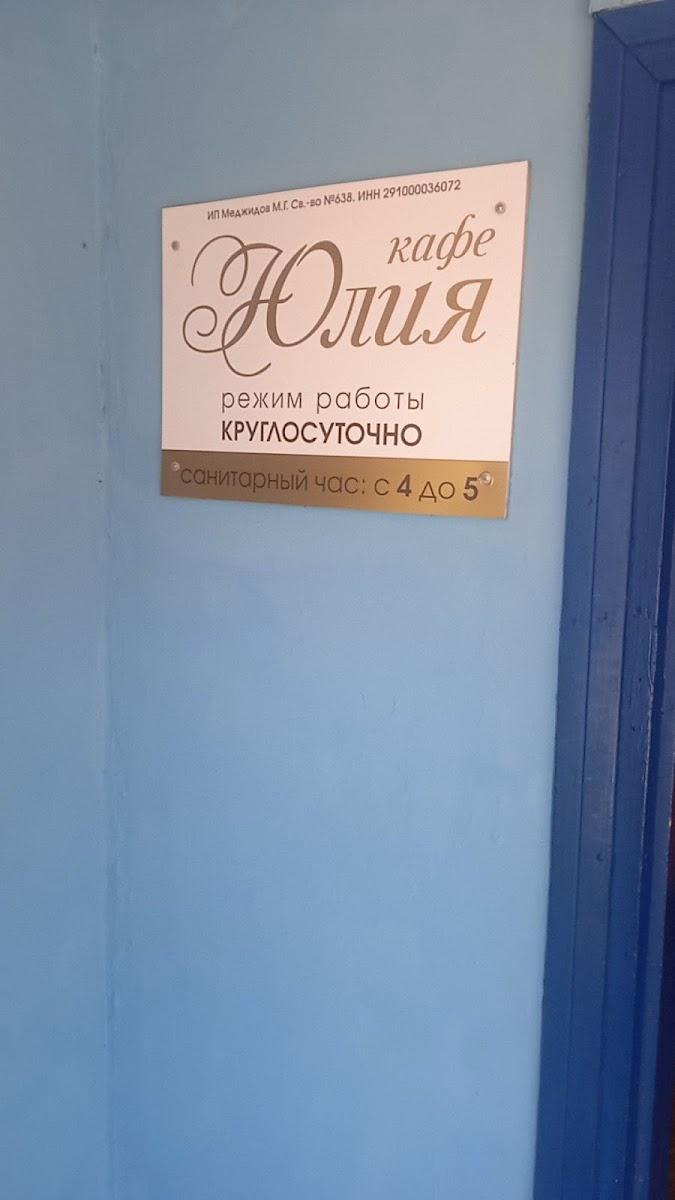 ИП Меджидов М.Г. Св.-во №638. ИНН 291000036072
кафе
Юлия
режим работы
КРУГЛОСУТОЧНО
санитарный час: с 4 до 5